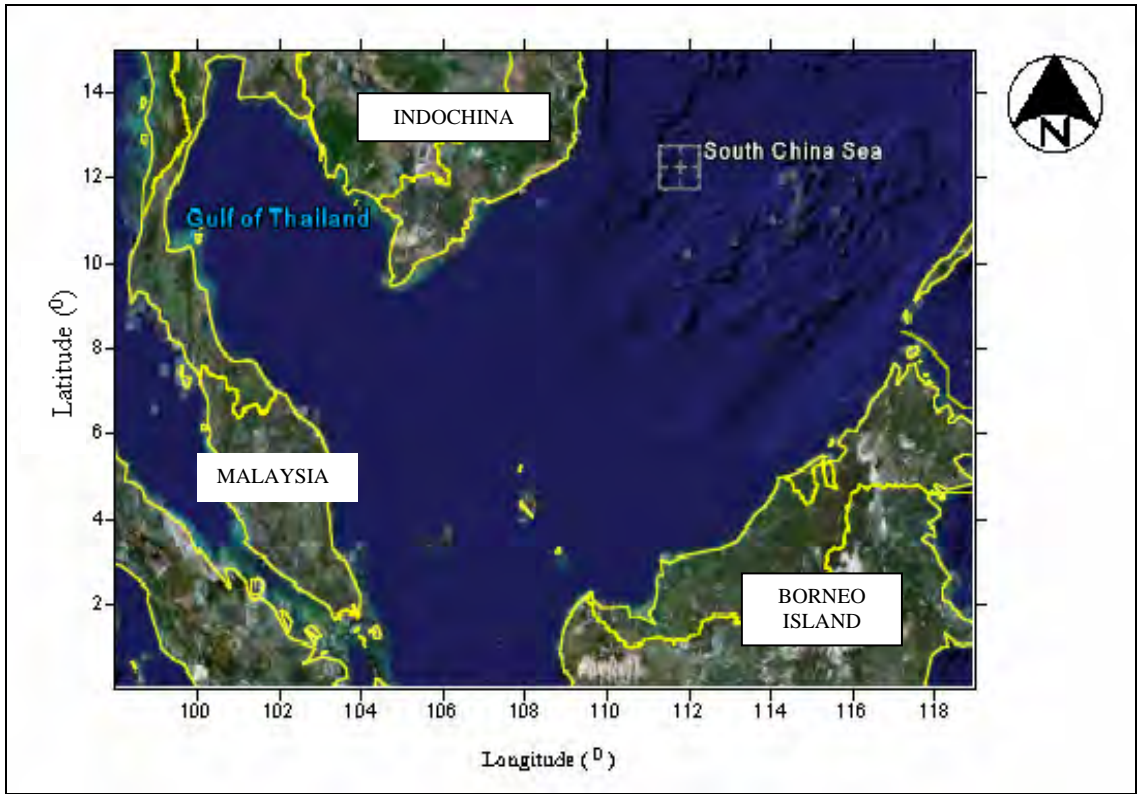 INDOCHINA
South China Sea
Gulf of Thailand
MALAYSIA
BORNEO
ISLAND
N
14
12
10
8
6
4
2
Latitude (⁰)
100 102 104 106 108 110 112 114 116 118
Longitude (⁰)